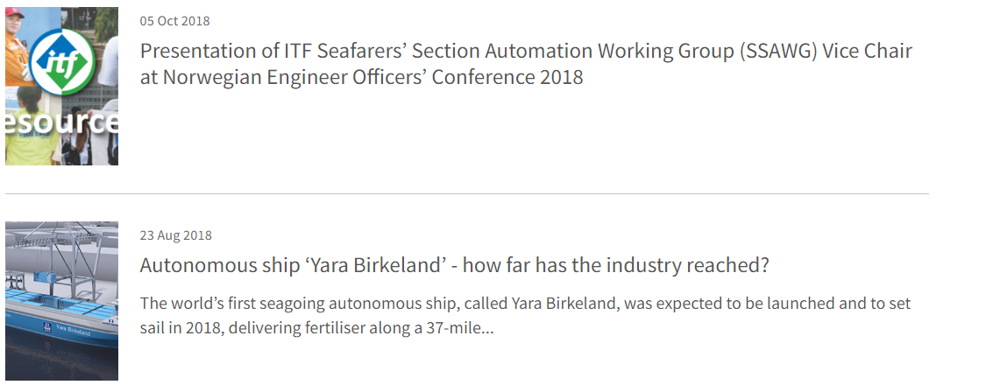 05 Oct 2018
Presentation of ITF Seafarers’ Section Automation Working Group (SSAWG) Vice Chair
at Norwegian Engineer Officers’ Conference 2018
itf
esource
23 Aug 2018
Autonomous ship ‘Yara Birkeland’ - how far has the industry reached?
The world’s first seagoing autonomous ship, called Yara Birkeland, was expected to be launched and to set
sail in 2018, delivering fertiliser along a 37-mile...
Yara Birkeland